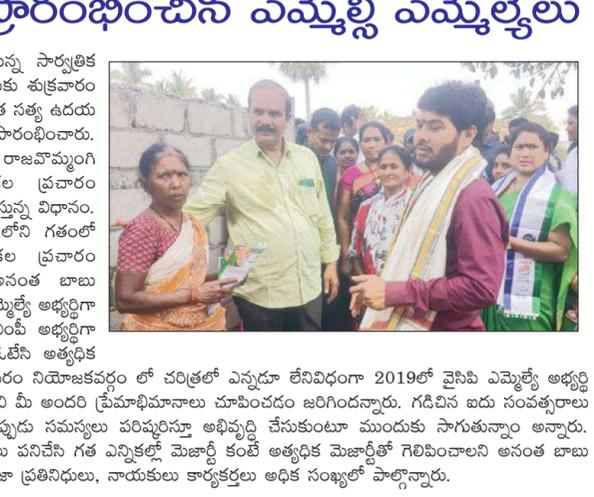 ప్రారంభించిన ఎమ్మెల్సీ ఎమ్మెల్యేలు
న్న సార్వత్రిక
కు శుక్రవారం
సత్య ఉదయ
ప్రారంభించారు.
రాజవొమ్మంగి
ల ప్రచారం
స్తున్న విధానం.
లోని గతంలో
కల ప్రచారం
అనంత బాబు
మ్మెల్యే అభ్యర్థిగా
ఎంపీ అభ్యర్థిగా
ఓటేసి అత్యధిక
రం నియోజకవర్గం లో చరిత్రలో ఎన్నడూ లేనివిధంగా 2019లో వైసిపి ఎమ్మెల్యే అభ్యర్థి
మీ అందరి ప్రేమాభిమానాలు చూపించడం జరిగిందన్నారు. గడిచిన ఐదు సంవత్సరాలు
ప్పుడు సమస్యలు పరిష్కరిస్తూ అభివృద్ధి చేసుకుంటూ ముందుకు సాగుతున్నాం అన్నారు.
పనిచేసి గత ఎన్నికల్లో మెజార్టీ కంటే అత్యధిక మెజార్టీతో గెలిపించాలని అనంత బాబు
ప్రతినిధులు, నాయకులు కార్యకర్తలు అధిక సంఖ్యలో పాల్గొన్నారు.